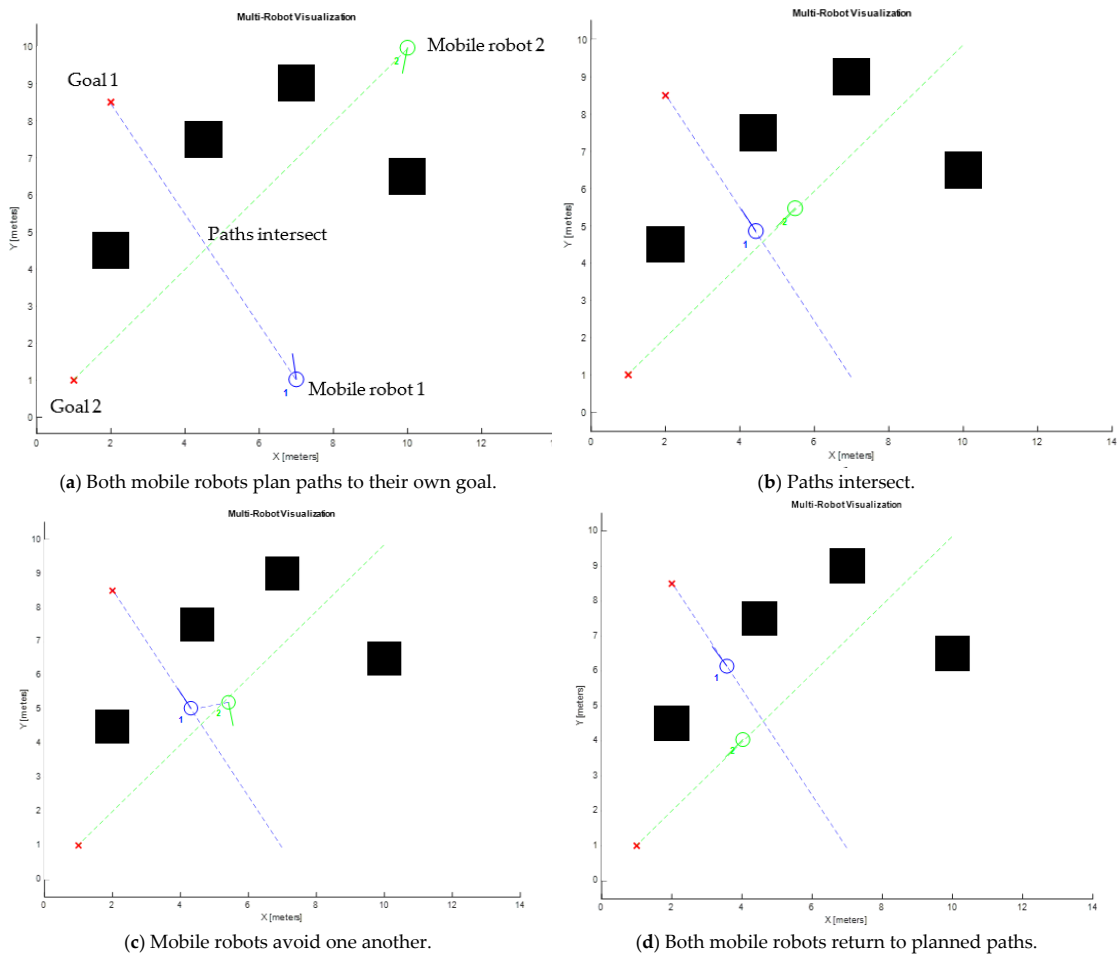 Multi-Robot Visualization
10
9
8
7
6
5
4
3
2
1
0
Y [meters]
Mobile robot 2
2
Goal 1
Paths intersect
Mobile robot 1
1
Goal 2
0 2 4 6 8 10 12
X [meters]
(a) Both mobile robots plan paths to their own goal.
Multi-Robot Visualization
10
9
8
7
6
5
4
3
2
1
0
Y [meters]
2
1
0 2 4 6 8 10 12 14
X [meters]
(b) Paths intersect.
Multi-Robot Visualization
10
9
8
7
6
5
4
3
2
1
0
Y [meters]
1 2
0 2 4 6 8 10 12 14
X [meters]
(c) Mobile robots avoid one another.
Multi-Robot Visualization
10
9
8
7
6
5
4
3
2
1
0
Y [meters]
1
2
0 2 4 6 8 10 12 14
X [meters]
(d) Both mobile robots return to planned paths.